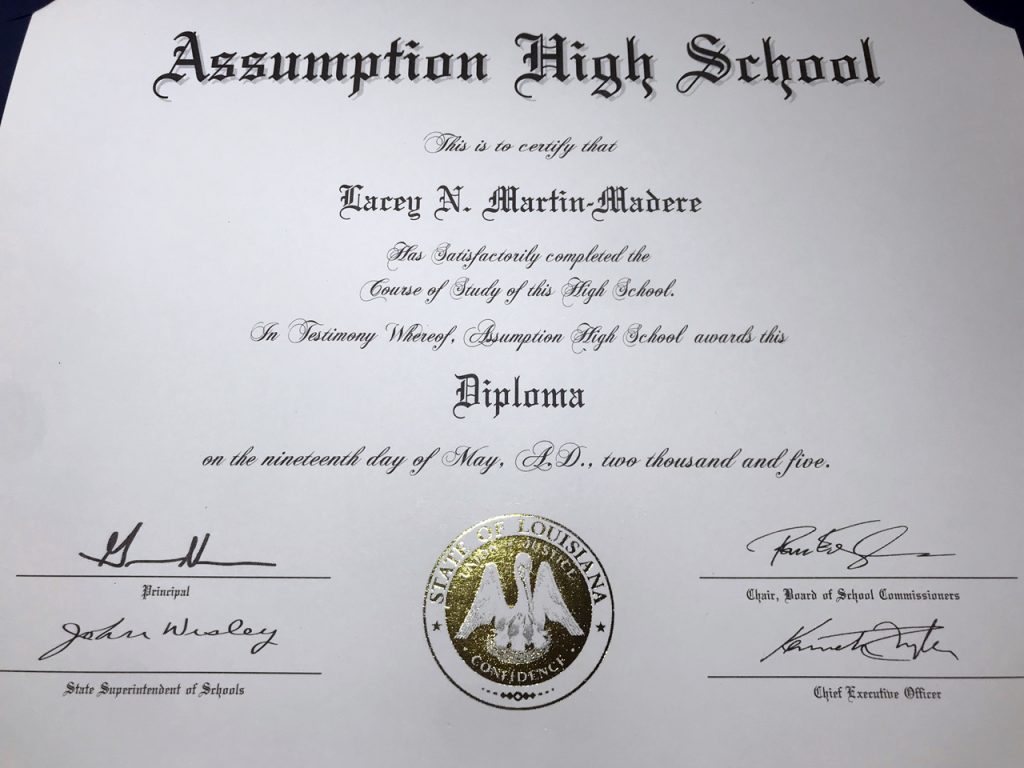 Assumption High School
This is to certify that
Lacey N. Martin-Madere
Has Satisfactorily completed the
Course of Study of this High School.
In Testimony Whereof, Assumption High School awards this
Diploma
on the nineteenth day of May, A.D., two thousand and five.
Principal
John Wesley
State Superintendent of Schools
STATE OF LOUISIANA
JUSTICE
CONFIDENCE
Chair, Board of School Commissioners
Chief Executive Officer